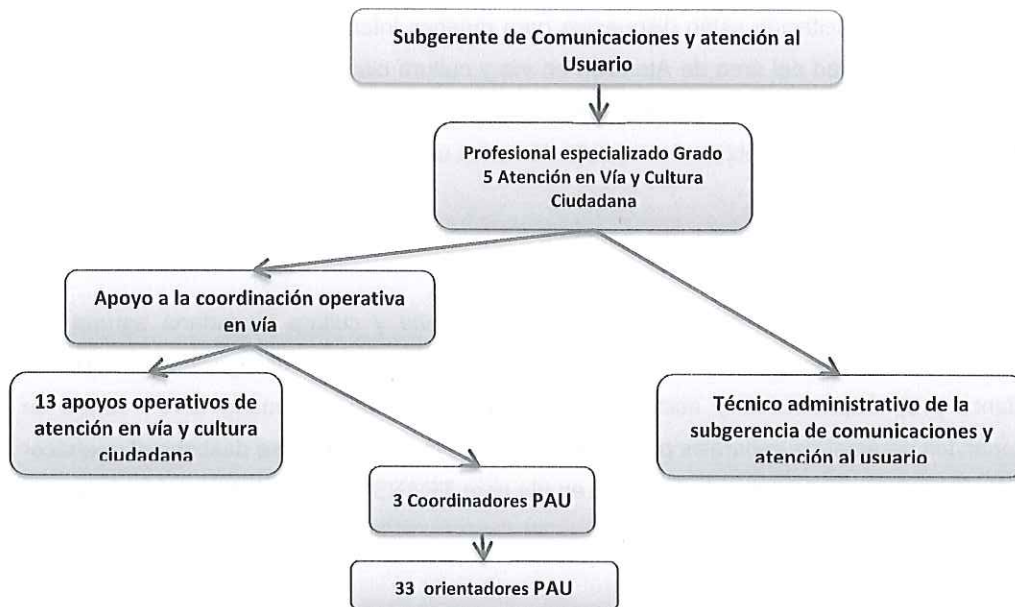 Subgerente de Comunicaciones y atención al
Usuario
Profesional especializado Grado
5 Atención en Vía y Cultura
Ciudadana
Apoyo a la coordinación operativa
en vía
13 apoyos operativos de
atención en vía y cultura
ciudadana
Técnico administrativo de la
subgerencia de comunicaciones y
atención al usuario
3 Coordinadores PAU
33 orientadores PAU